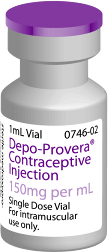 1mL Vial 0746-02
Depo-Provera®
Contraceptive
Injection
150mg per mL
Single Dose Vial
For intramuscular
use only.